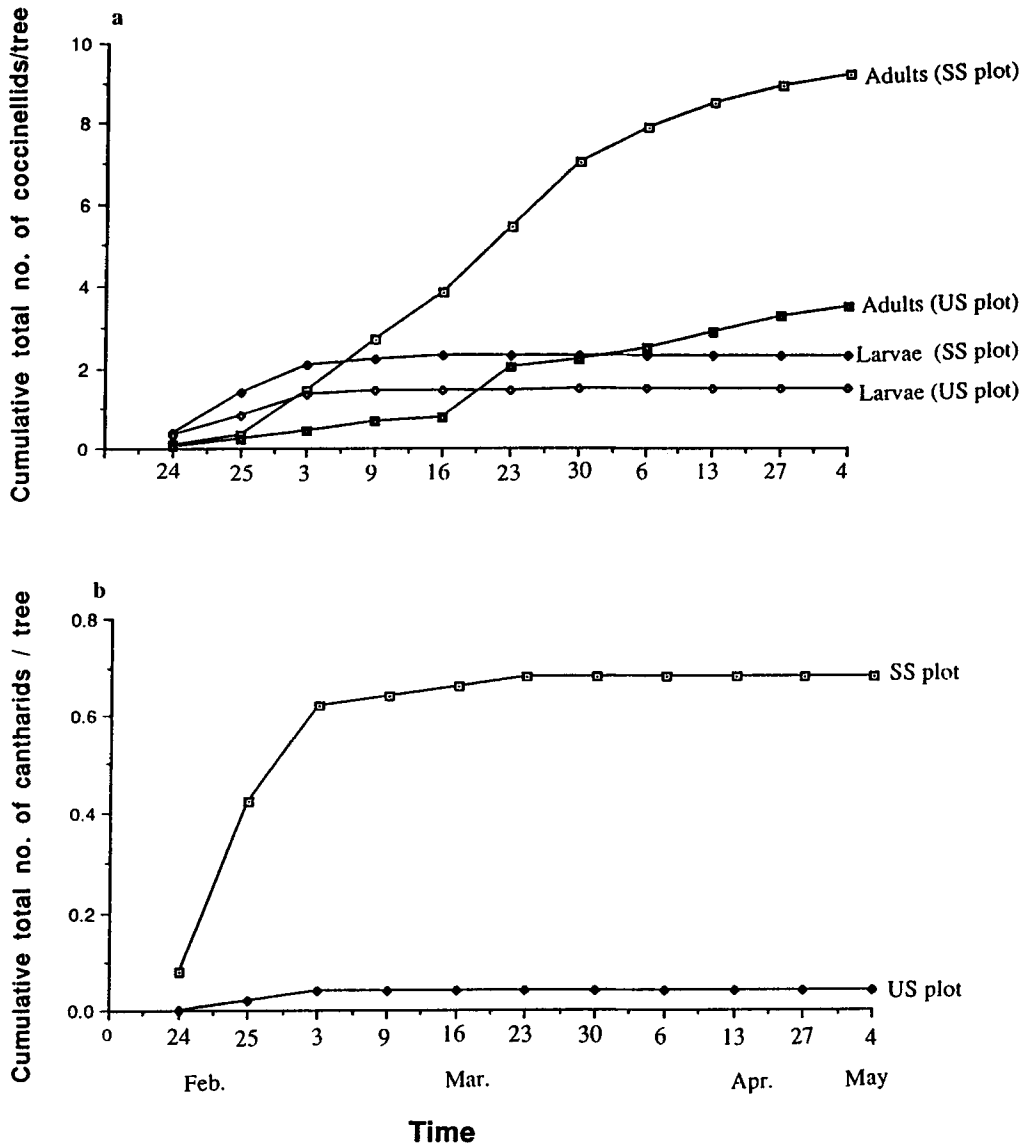 a
Cumulative total no. of coccinellids/tree
10
8
6
4
2
0
Adults (SS plot)
Adults (US plot)
Larvae (SS plot)
Larvae (US plot)
24 25 3 9 16 23 30 6 13 27 4
b
Cumulative total no. of cantharids / tree
0.8
0.6
0.4
0.2
0.0
SS plot
US plot
0 24 25 3 9 16 23 30 6 13 27 4
Feb. Mar. Apr. May
Time